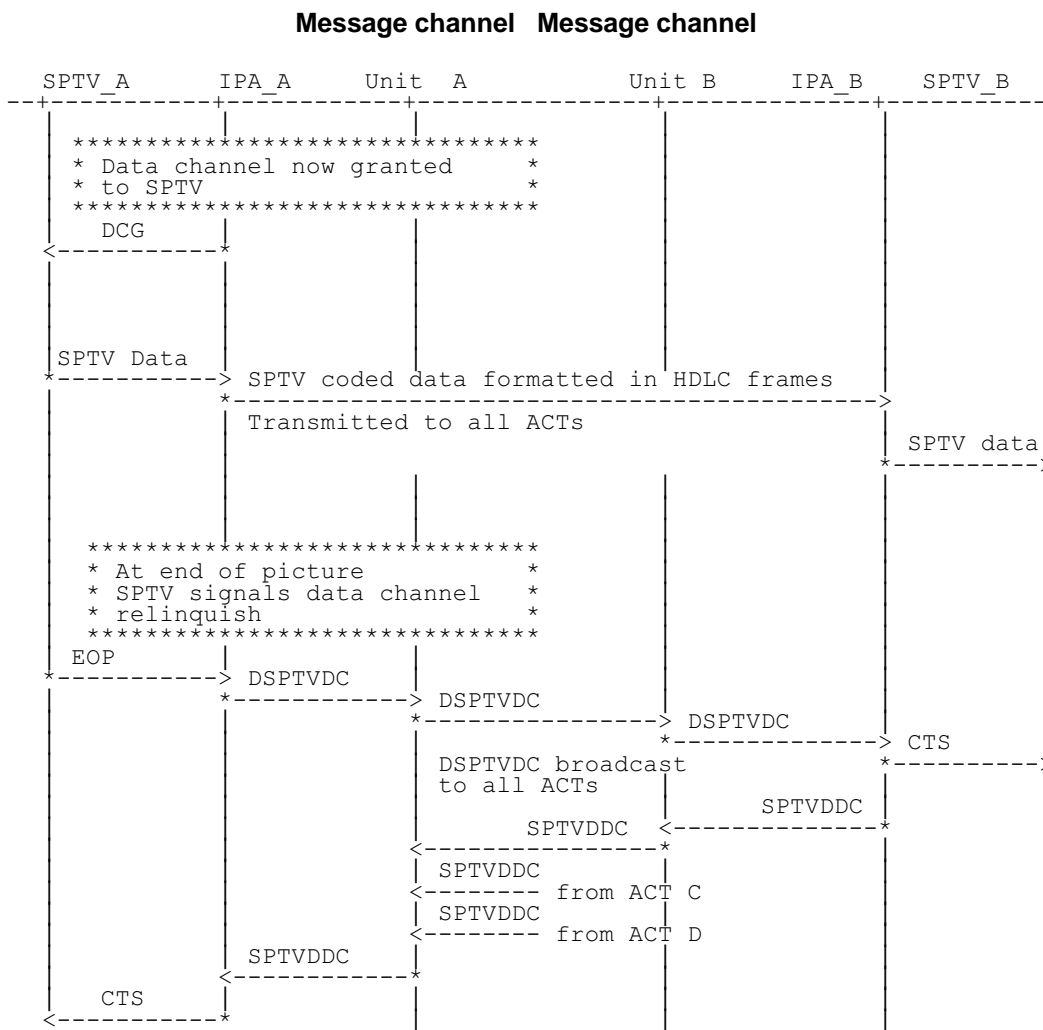 Message channel Message channel
SPTV_A IPA_A Unit A Unit B IPA_B SPTV_B
* Data channel now granted *
* to SPTV *
DCG
SPTV Data
SPTV coded data formatted in HDLC frames
Transmitted to all ACTs
SPTV data
* At end of picture *
* SPTV signals data channel *
* relinquish *
EOP
DSPTVDC
DSPTVDC
DSPTVDC
CTS
DSPTVDC broadcast
to all ACTs
SPTVDDC
SPTVDDC
SPTVDDC
from ACT C
SPTVDDC
from ACT D
SPTVDDC
CTS